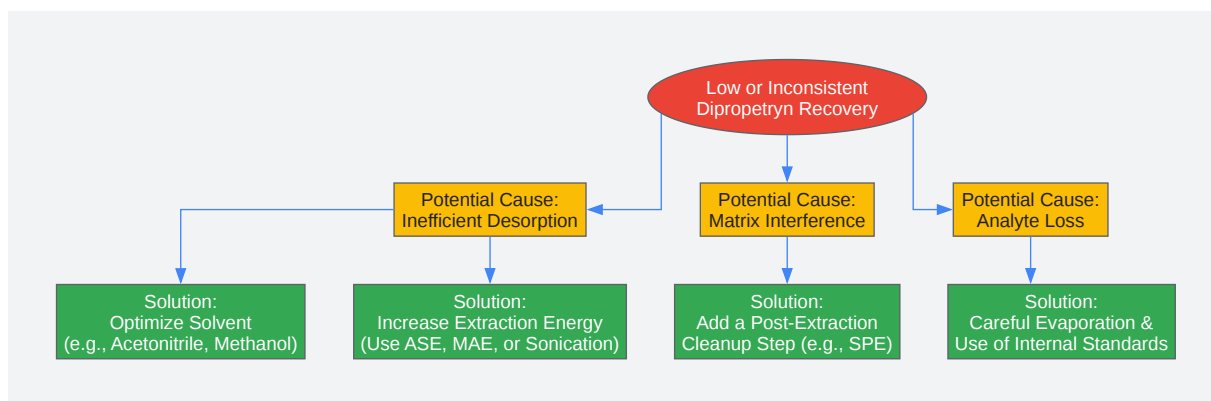 Low or Inconsistent
Dipropetryn Recovery
Potential Cause:
Inefficient Desorption
Potential Cause:
Matrix Interference
Potential Cause:
Analyte Loss
Solution:
Optimize Solvent
(e.g., Acetonitrile, Methanol)
Solution:
Increase Extraction Energy
(Use ASE, MAE, or Sonication)
Solution:
Add a Post-Extraction
Cleanup Step (e.g., SPE)
Solution:
Careful Evaporation &
Use of Internal Standards